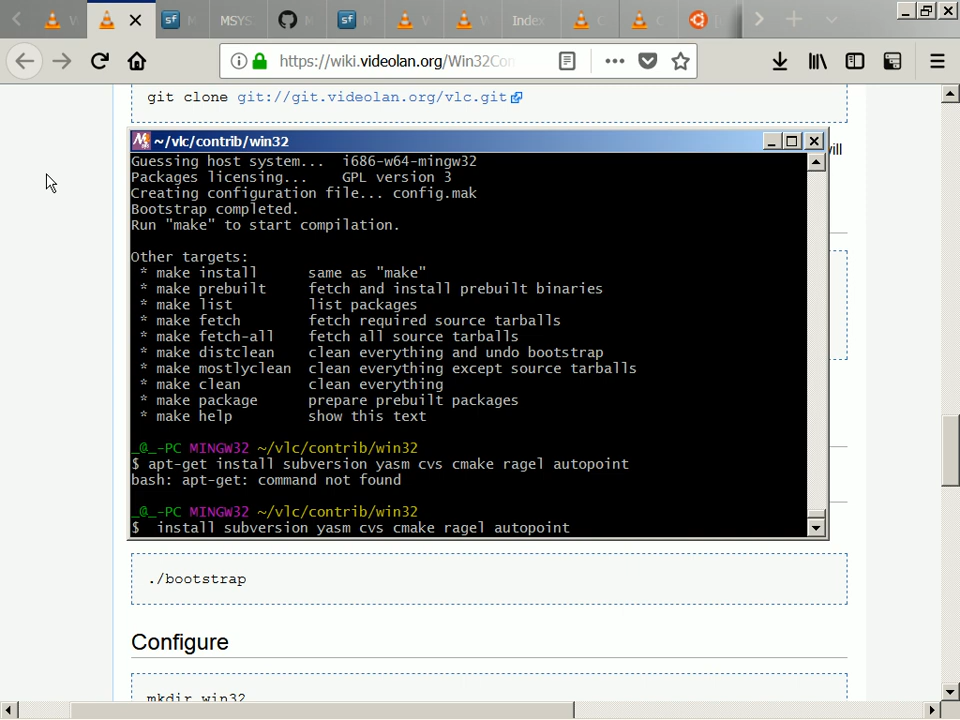 MSYS
Index
https://wiki.videolan.org/Win32Con
git clone git://git.videolan.org/vlc.git
will
~/vlc/contrib/win32
Guessing host system... i686-w64-mingw32
Packages licensing... GPL version 3
Creating configuration file... config.mak
Bootstrap completed.
Run "make" to start compilation.
Other targets:
* make install same as "make"
* make prebuilt fetch and install prebuilt binaries
* make list list packages
* make fetch fetch required source tarballs
* make fetch-all fetch all source tarballs
* make distclean clean everything and undo bootstrap
* make mostlyclean clean everything except source tarballs
* make clean clean everything
* make package prepare prebuilt packages
* make help show this text
_@_-PC MINGW32 ~/vlc/contrib/win32
$ apt-get install subversion yasm cvs cmake ragel autopoint
bash: apt-get: command not found
_@_-PC MINGW32 ~/vlc/contrib/win32
$ install subversion yasm cvs cmake ragel autopoint
./bootstrap
Configure
mkdir win32